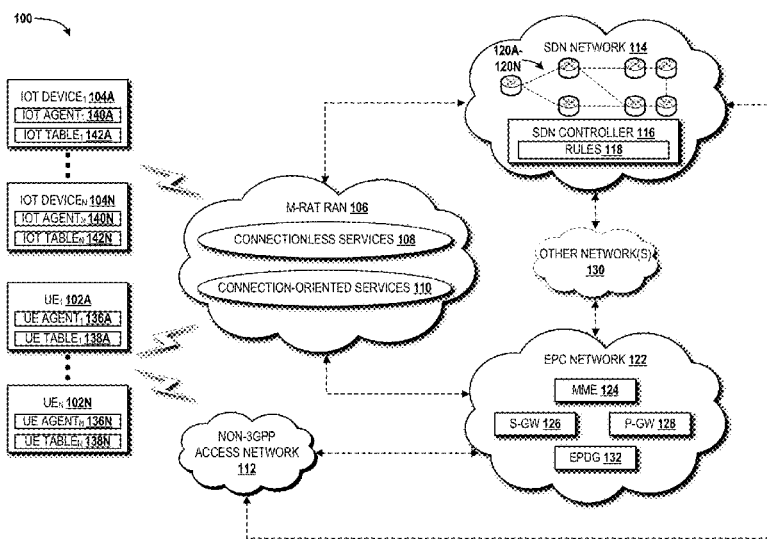 100
IOT DEVICE₁ 104A
IOT AGENT₁ 140A
IOT TABLE₁ 142A
IOT DEVICEN 104N
IOT AGENTN 140N
IOT TABLEN 142N
UE₁ 102A
UE AGENT₁ 136A
UE TABLE₁ 138A
UEN 102N
UE AGENTN 136N
UE TABLEN 138N
M-RAT RAN 106
CONNECTIONLESS SERVICES 108
CONNECTION-ORIENTED SERVICES 110
NON-3GPP
ACCESS NETWORK
112
SDN NETWORK 114
120A-
120N
SDN CONTROLLER 116
RULES 118
OTHER NETWORK(S)
130
EPC NETWORK 122
MME 124
S-GW 126
P-GW 128
EPDG 132